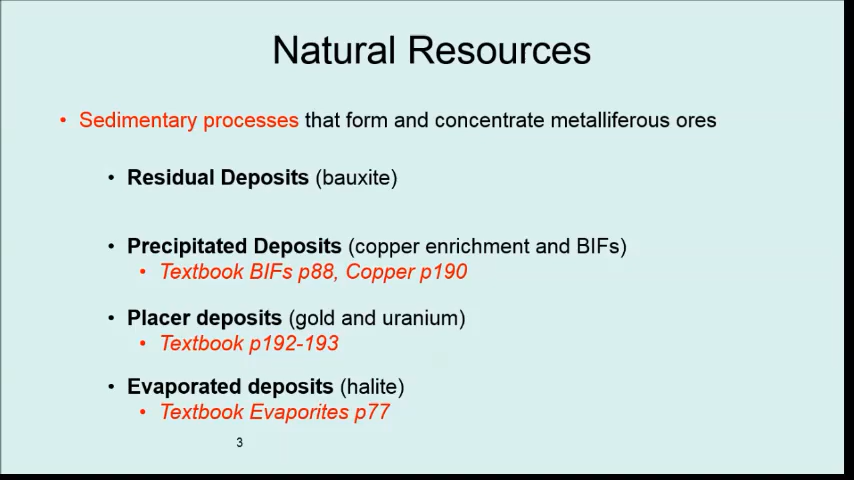 Natural Resources
• Sedimentary processes that form and concentrate metalliferous ores
• Residual Deposits (bauxite)
• Precipitated Deposits (copper enrichment and BIFs)
• Textbook BIFs p88, Copper p190
• Placer deposits (gold and uranium)
• Textbook p192-193
• Evaporated deposits (halite)
• Textbook Evaporites p77
3